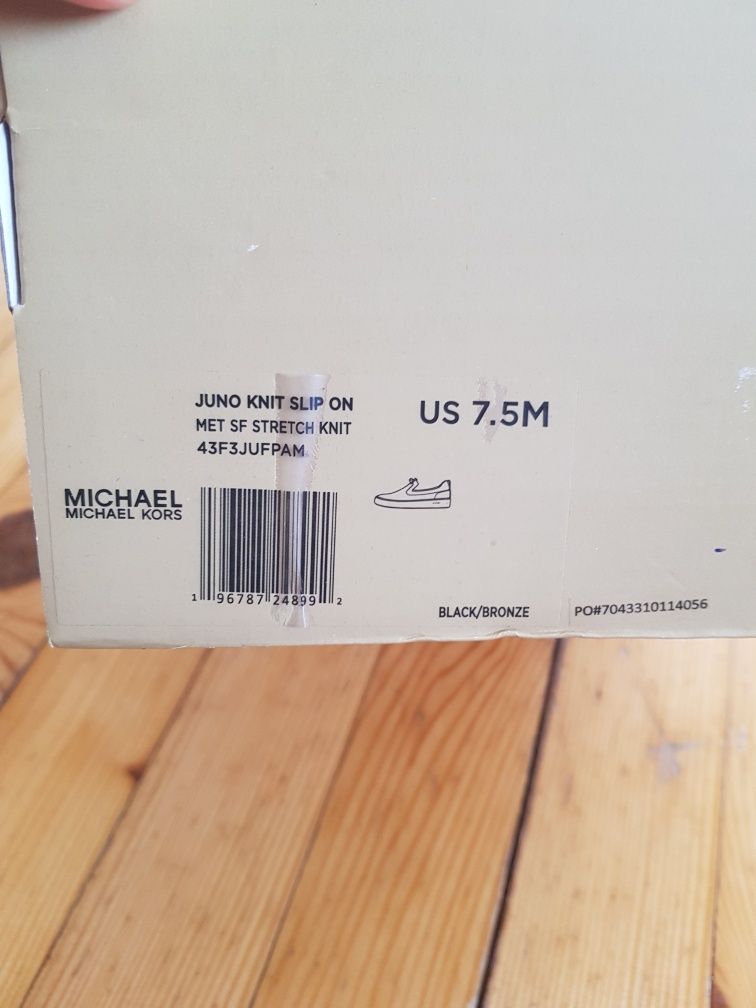 JUNO KNIT SLIP ON
MET SF STRETCH KNIT
43F3JUFPAM
US 7.5M
MICHAEL
MICHAEL KORS
1 96787 24899 2
BLACK/BRONZE
PO#7043310114056